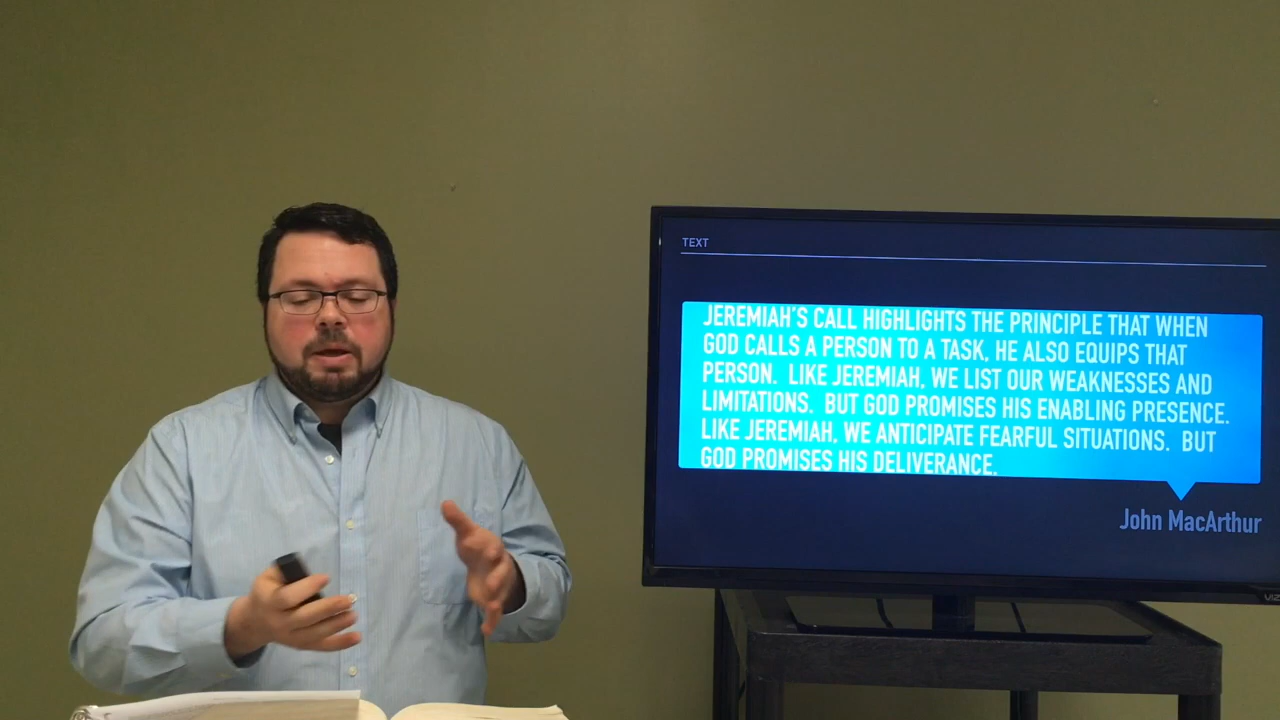 TEXT
JEREMIAH'S CALL HIGHLIGHTS THE PRINCIPLE THAT WHEN
GOD CALLS A PERSON TO A TASK, HE ALSO EQUIPS THAT
PERSON. LIKE JEREMIAH, WE LIST OUR WEAKNESSES AND
LIMITATIONS. BUT GOD PROMISES HIS ENABLING PRESENCE.
LIKE JEREMIAH, WE ANTICIPATE FEARFUL SITUATIONS. BUT
GOD PROMISES HIS DELIVERANCE.
John MacArthur